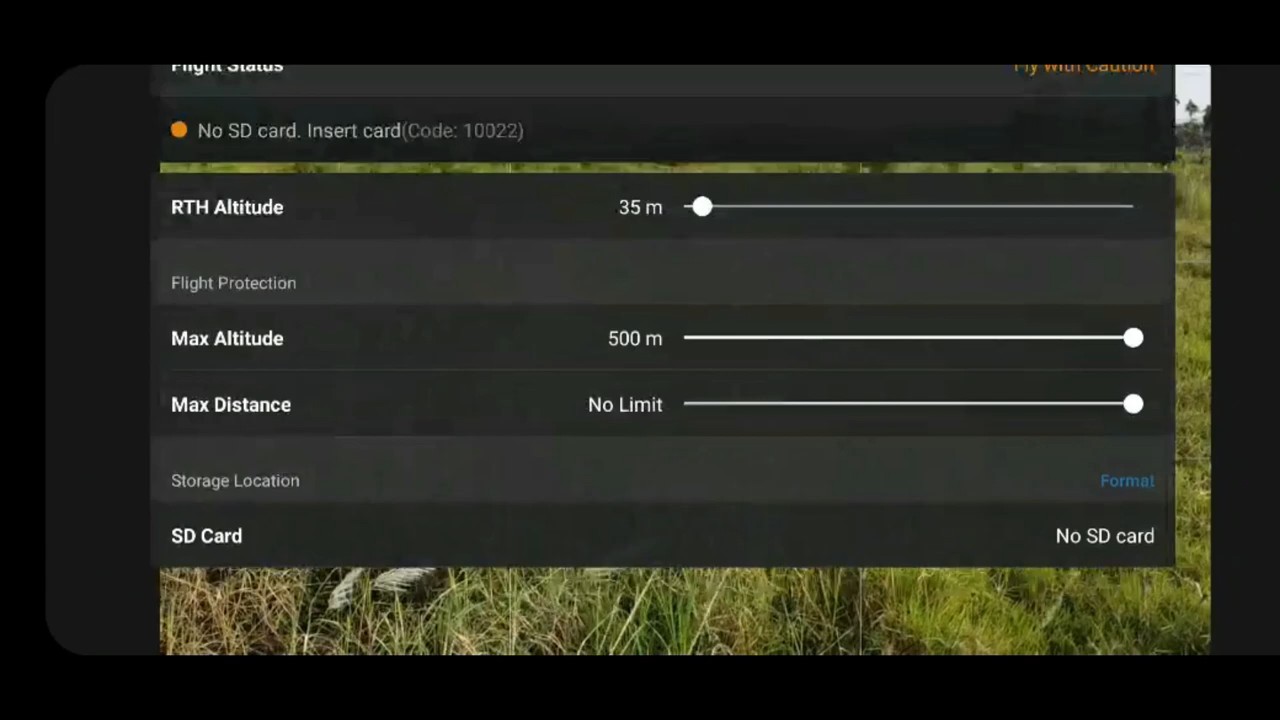 Flight Status Fly with Caution
No SD card. Insert card(Code: 10022)
RTH Altitude 35 m
Flight Protection
Max Altitude 500 m
Max Distance No Limit
Storage Location Format
SD Card No SD card